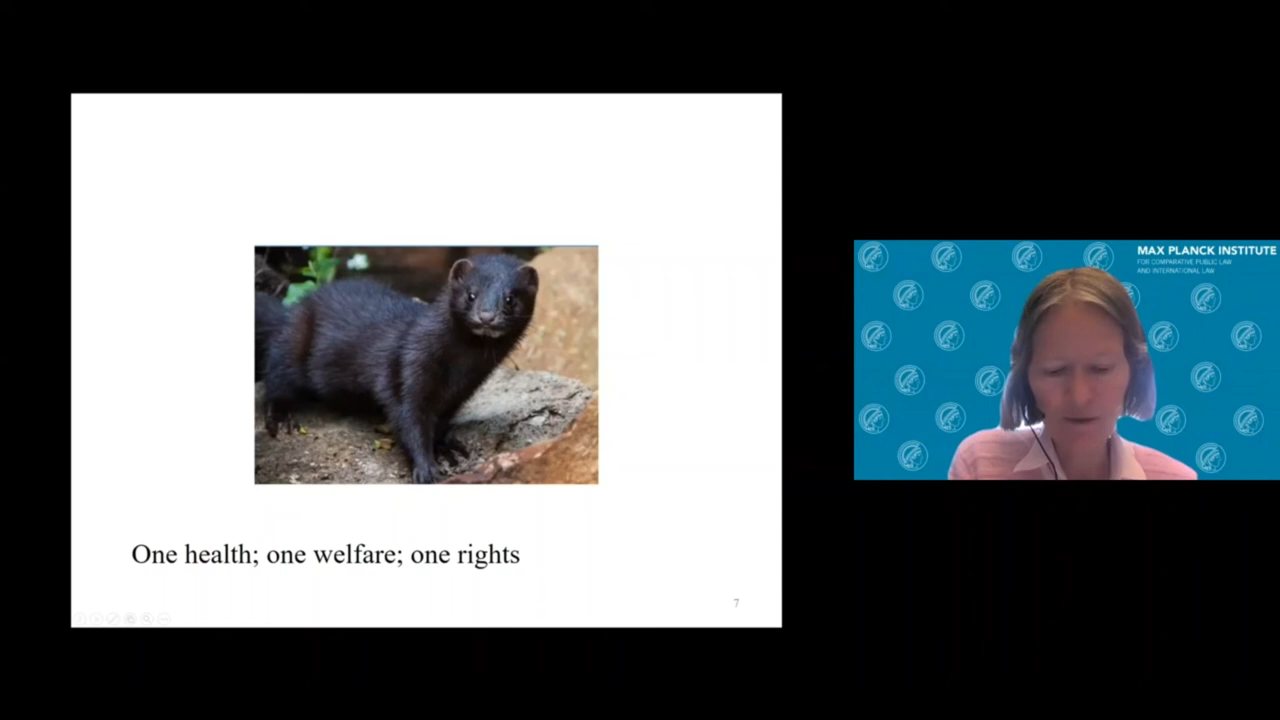 One health; one welfare; one rights
7
MAX PLANCK INSTITUTE
FOR COMPARATIVE PUBLIC LAW
AND INTERNATIONAL LAW